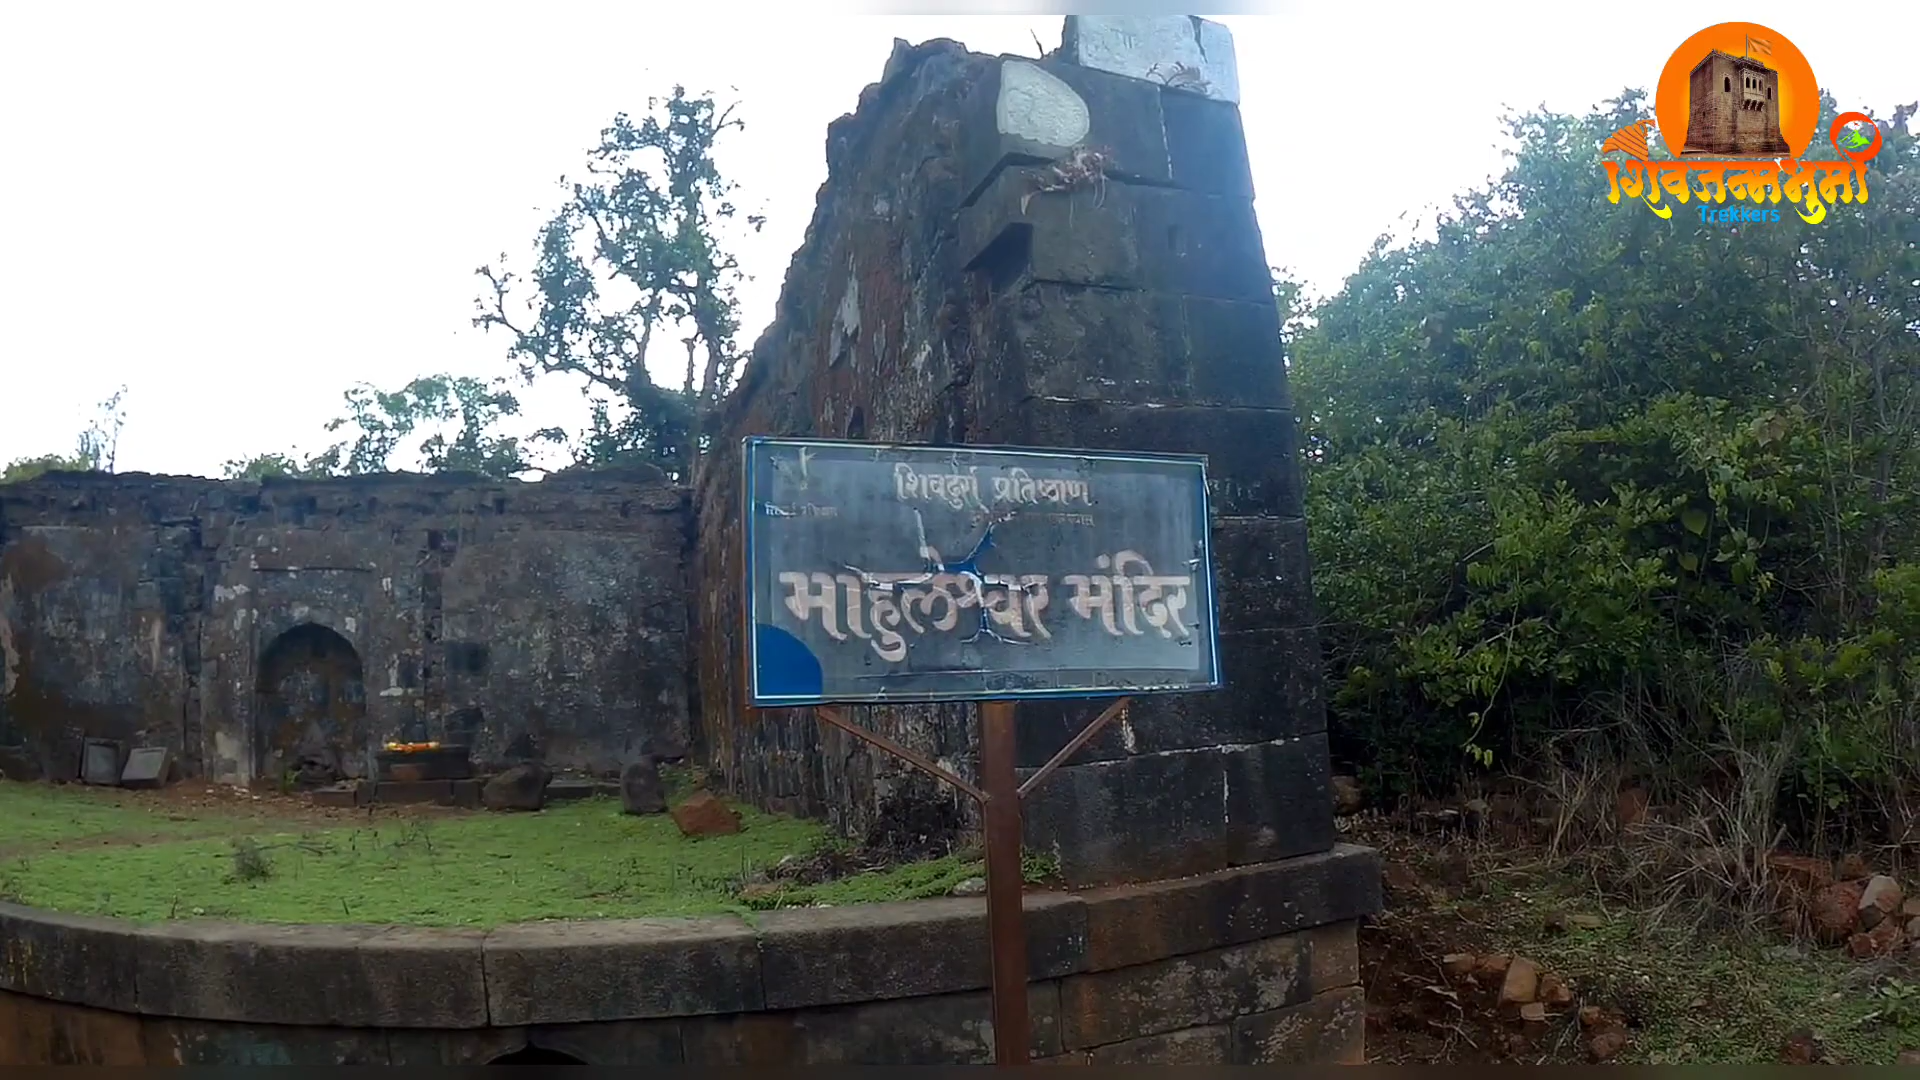 शिवजन्मभुमी
Trekkers
शिवदुर्ग प्रतिष्ठाण
माहुलेश्वर मंदिर